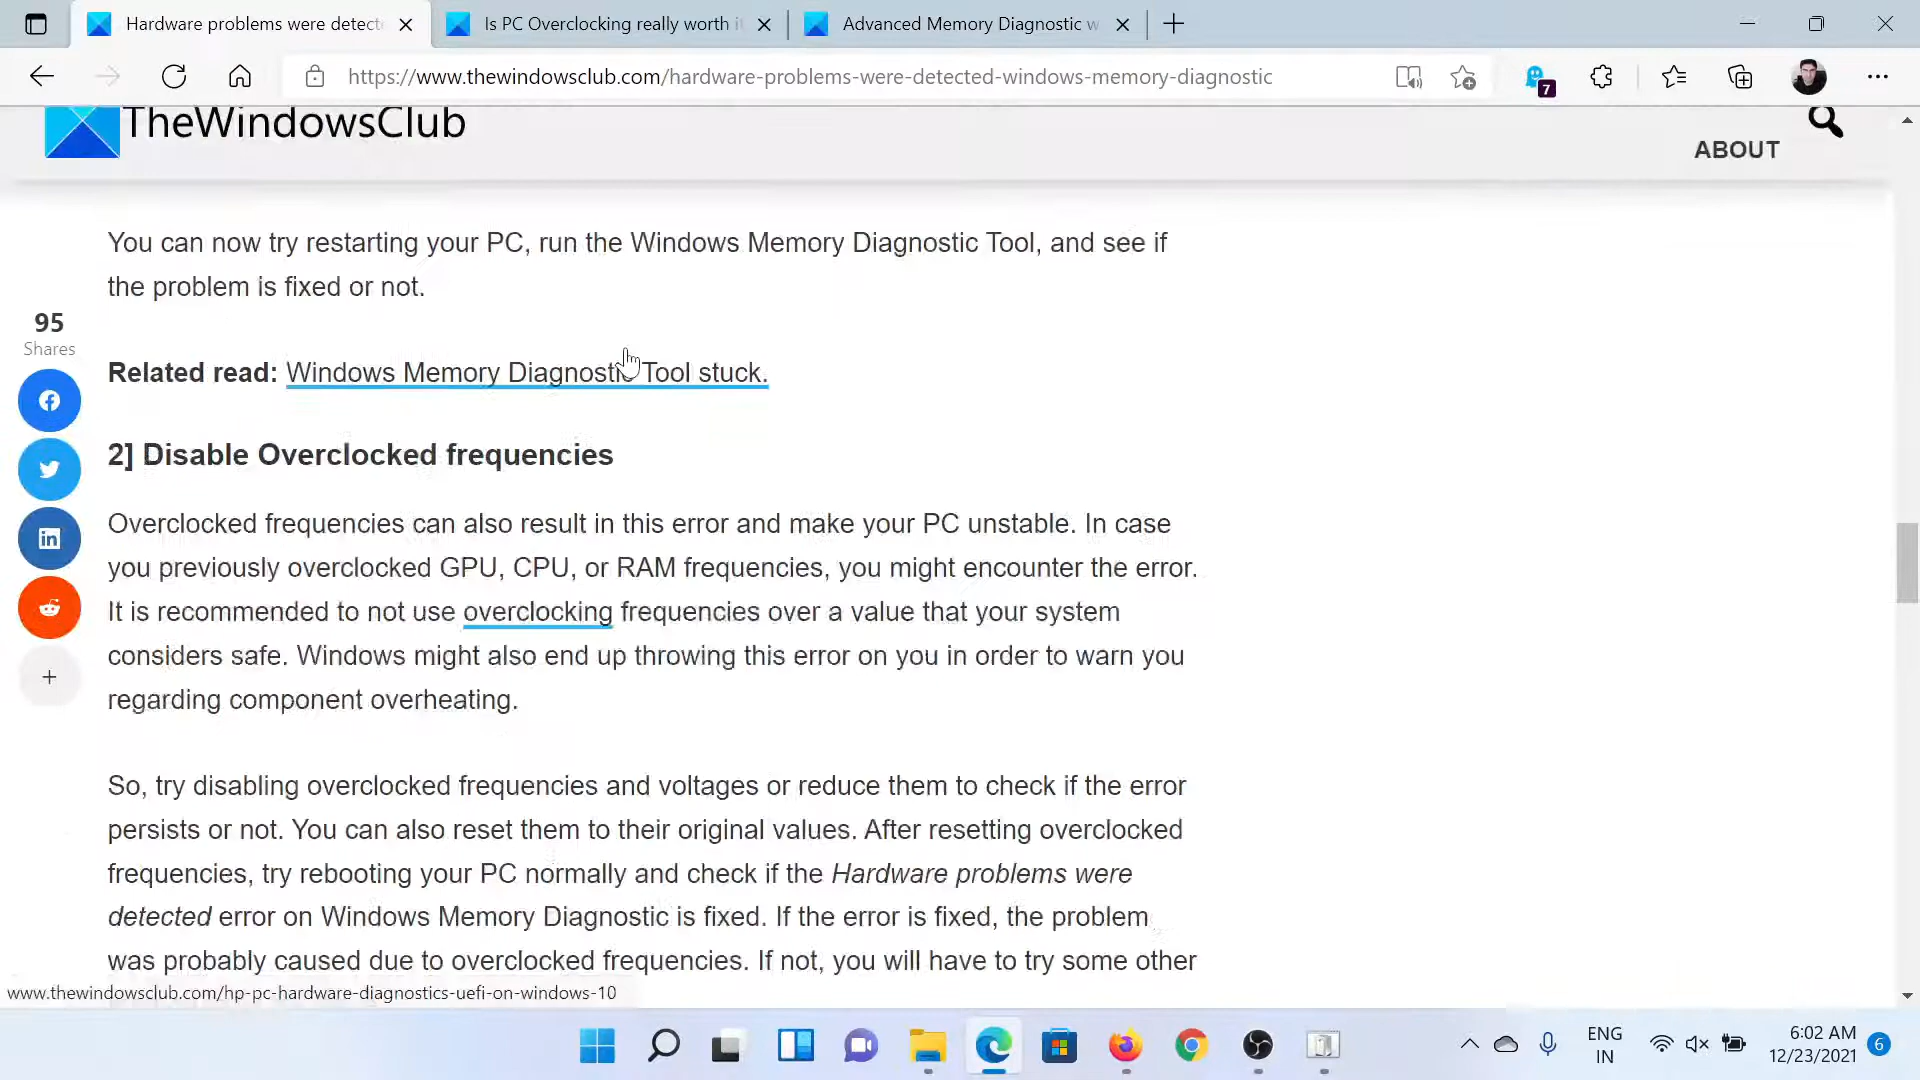 Hardware problems were detect
Is PC Overclocking really worth i
Advanced Memory Diagnostic w
https://www.thewindowsclub.com/hardware-problems-were-detected-windows-memory-diagnostic
7
TheWindowsClub
ABOUT
You can now try restarting your PC, run the Windows Memory Diagnostic Tool, and see if
the problem is fixed or not.
95
Shares
Related read: Windows Memory Diagnostic Tool stuck.
2] Disable Overclocked frequencies
Overclocked frequencies can also result in this error and make your PC unstable. In case
you previously overclocked GPU, CPU, or RAM frequencies, you might encounter the error.
It is recommended to not use overclocking frequencies over a value that your system
considers safe. Windows might also end up throwing this error on you in order to warn you
regarding component overheating.
So, try disabling overclocked frequencies and voltages or reduce them to check if the error
persists or not. You can also reset them to their original values. After resetting overclocked
frequencies, try rebooting your PC normally and check if the Hardware problems were
detected error on Windows Memory Diagnostic is fixed. If the error is fixed, the problem
was probably caused due to overclocked frequencies. If not, you will have to try some other
www.thewindowsclub.com/hp-pc-hardware-diagnostics-uefi-on-windows-10
ENG
IN
6:02 AM
12/23/2021
6